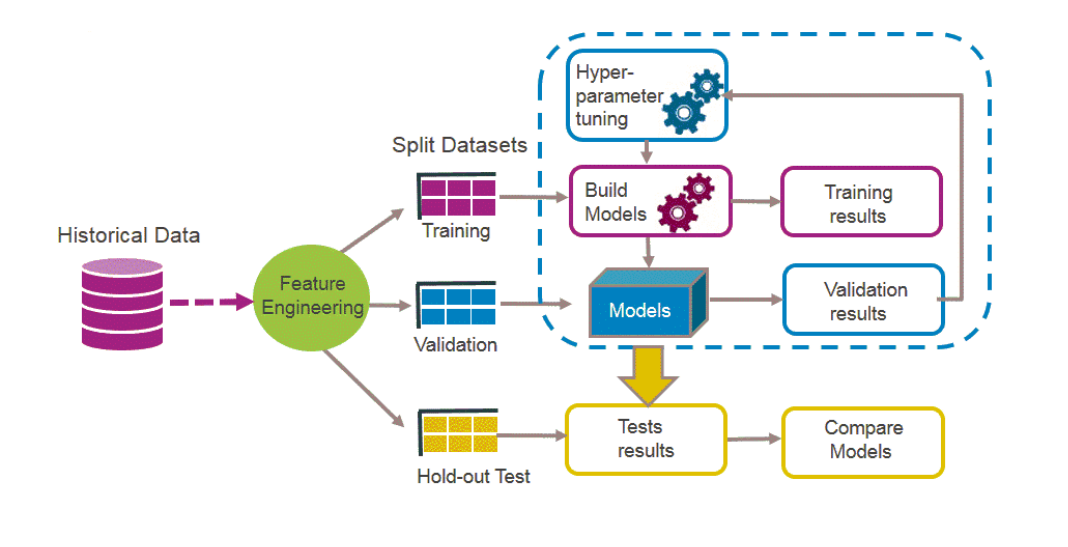 Hyper-
parameter
tuning
Split Datasets
Build
Models
Training
results
Training
Historical Data
Feature
Engineering
Validation
results
Models
Validation
Tests
results
Compare
Models
Hold-out Test